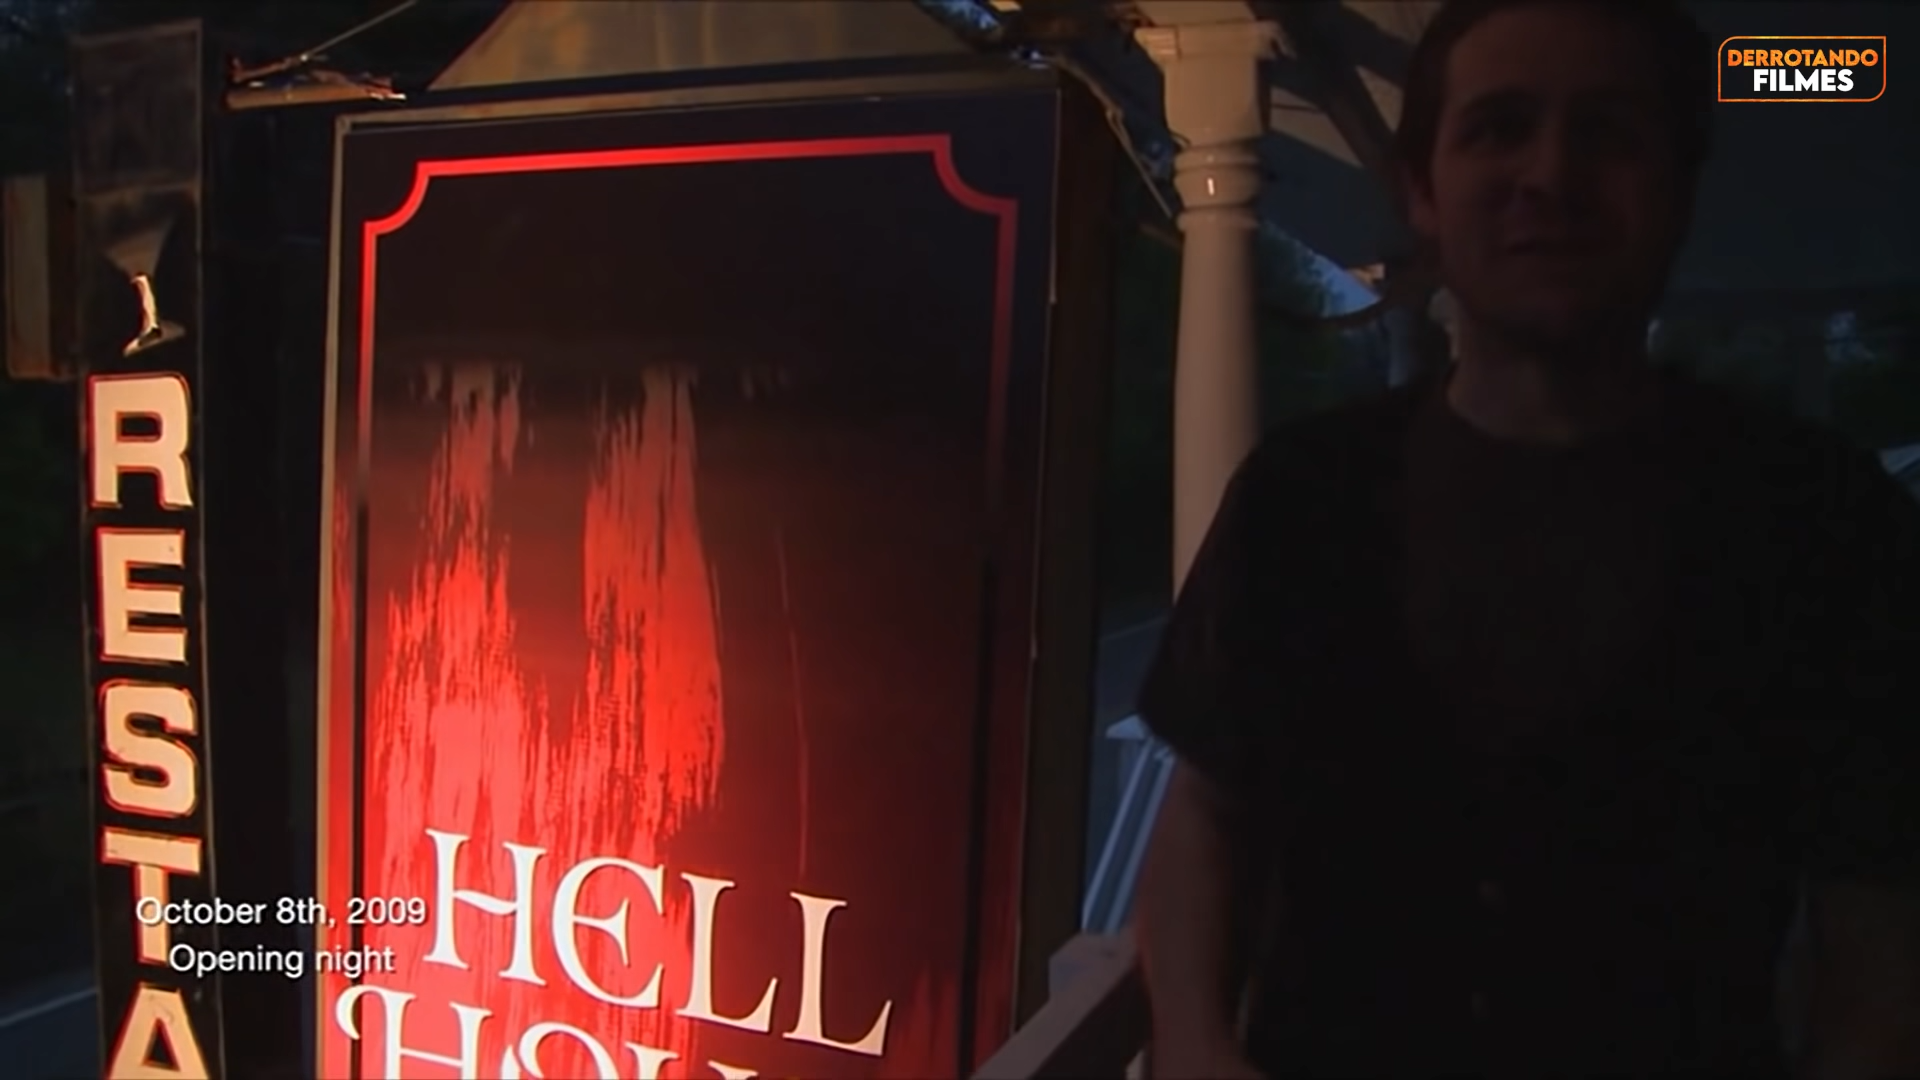 DERROTANDO
FILMES
RESTA
HELL
October 8th, 2009
Opening night